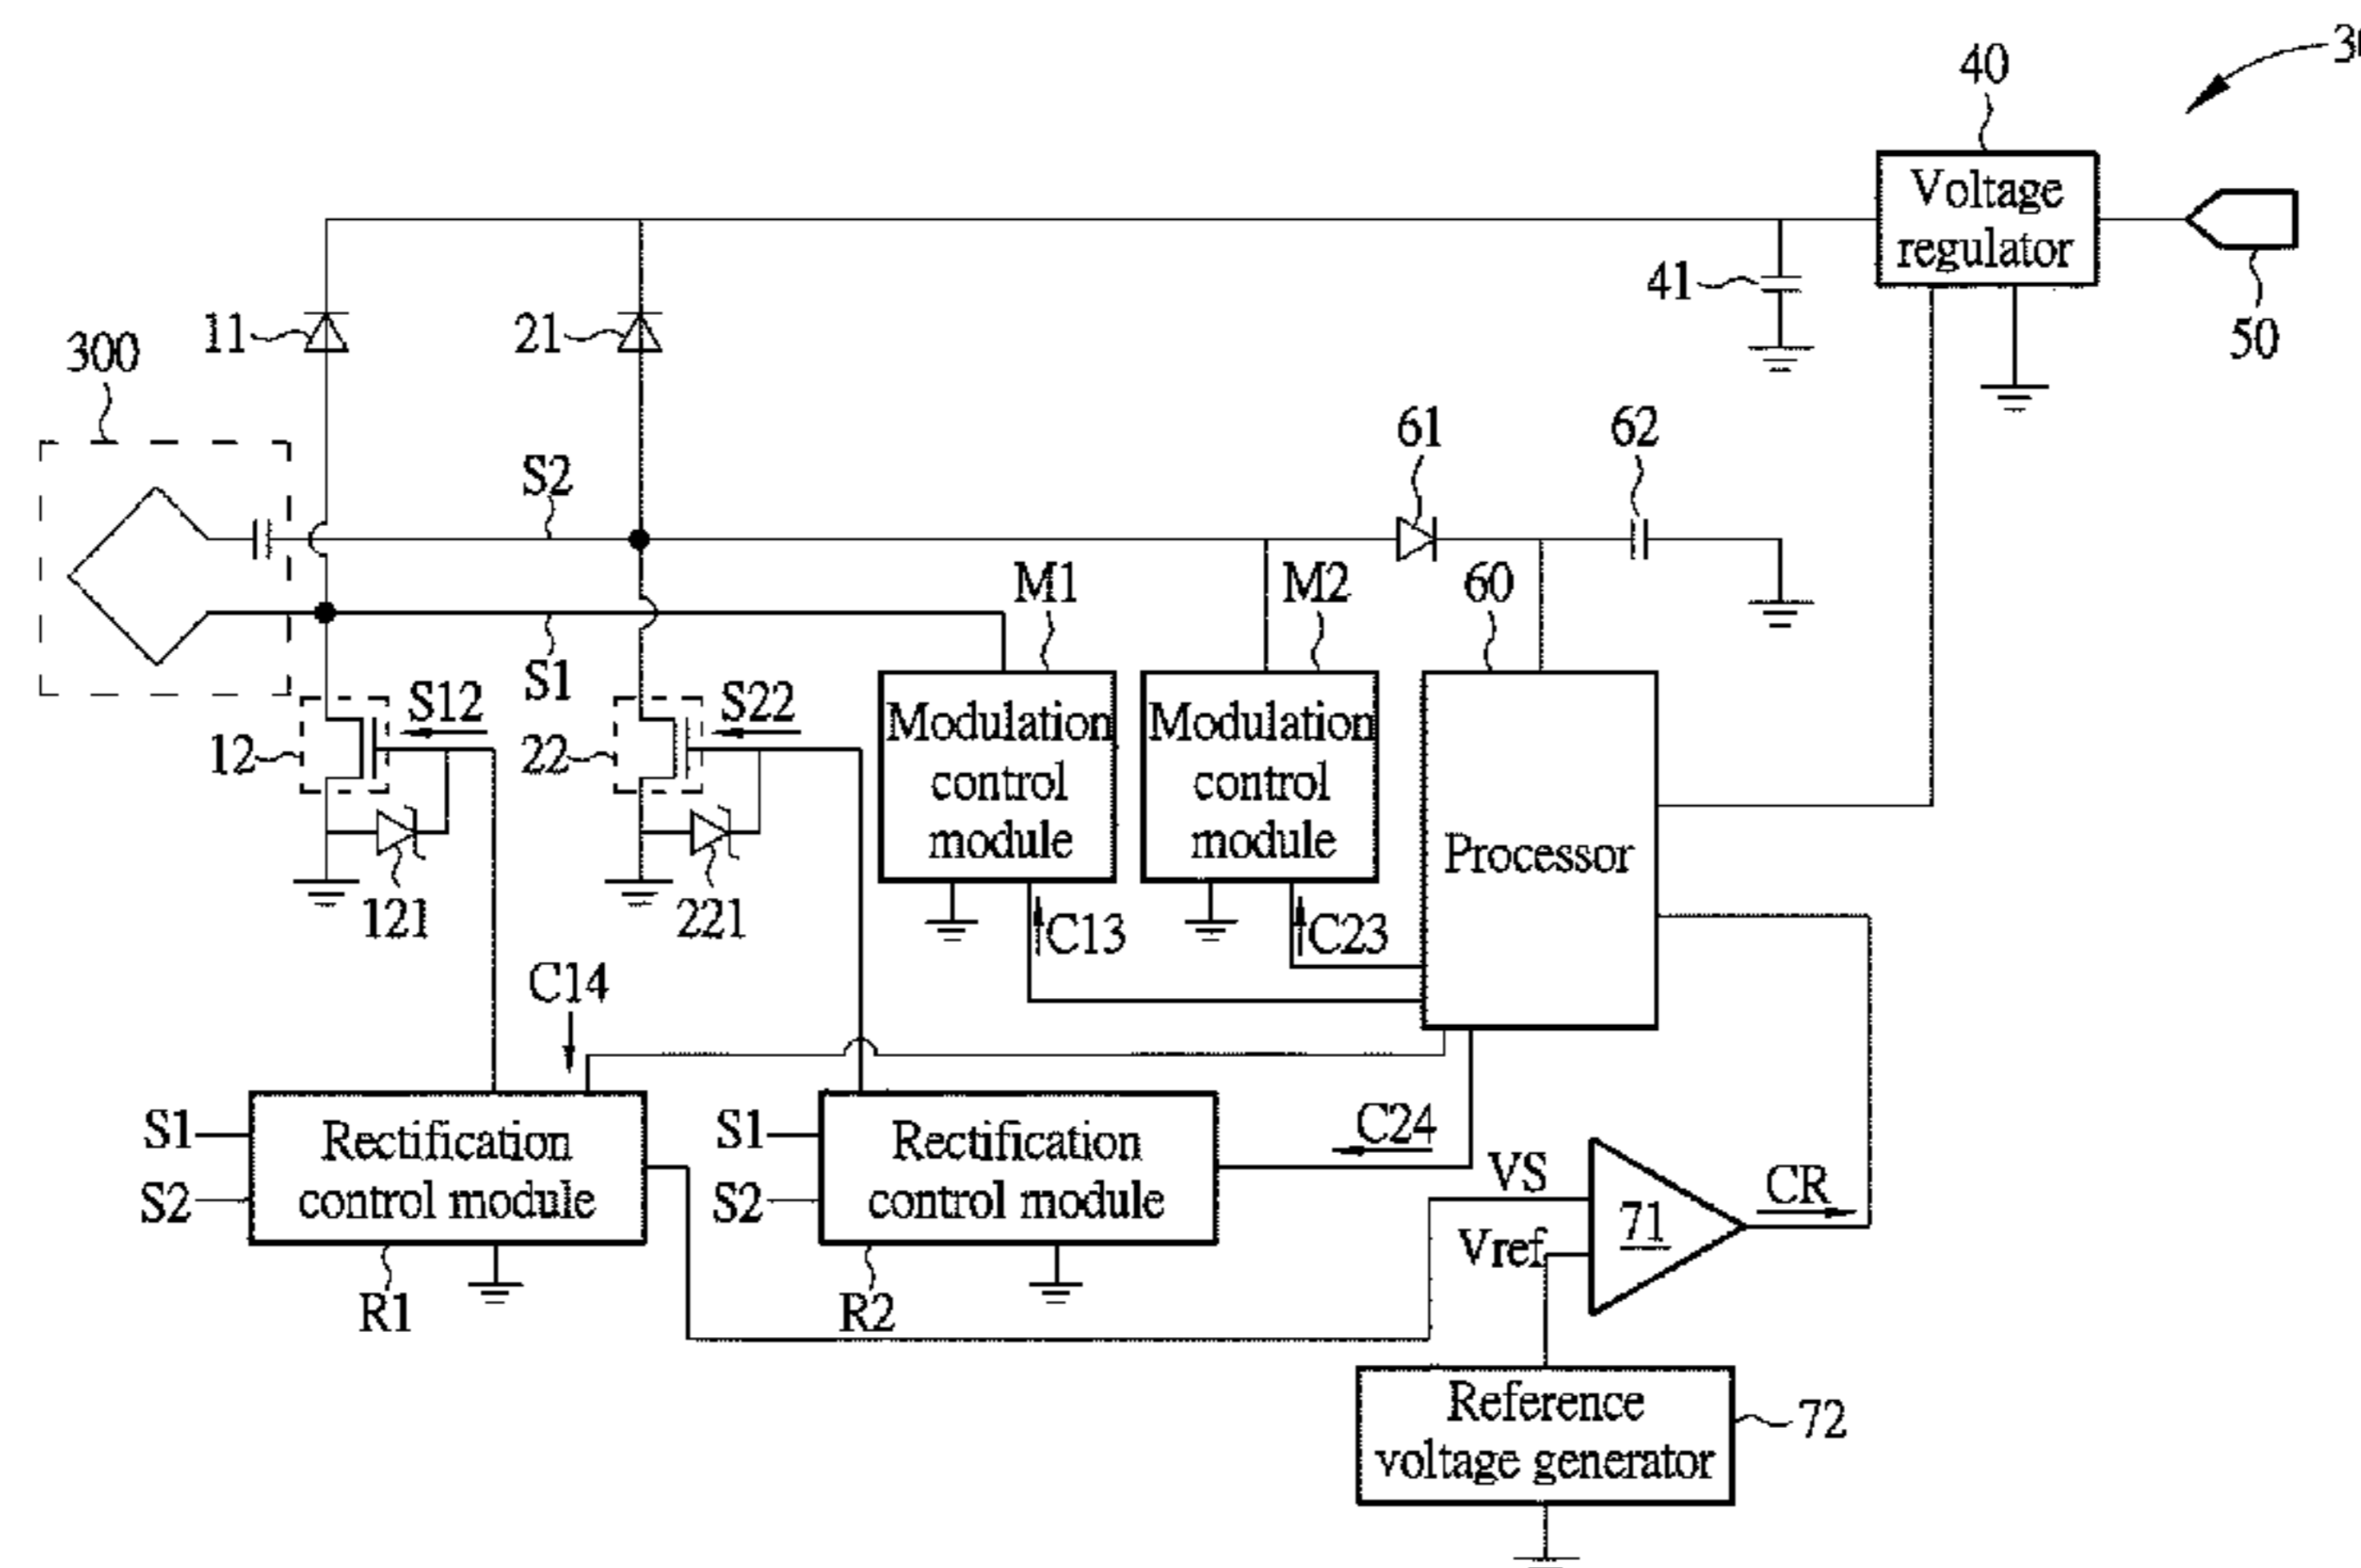 30
40
Voltage
regulator
50
41
11
21
300
61
62
S2
M1
M2
60
S1
S12
S22
12
22
Modulation
control
module
Modulation
control
module
Processor
121
221
C13
C23
C14
S1
S2
Rectification
control module
R1
S1
S2
Rectification
control module
R2
C24
VS
Vref
71
CR
Reference
voltage generator
72